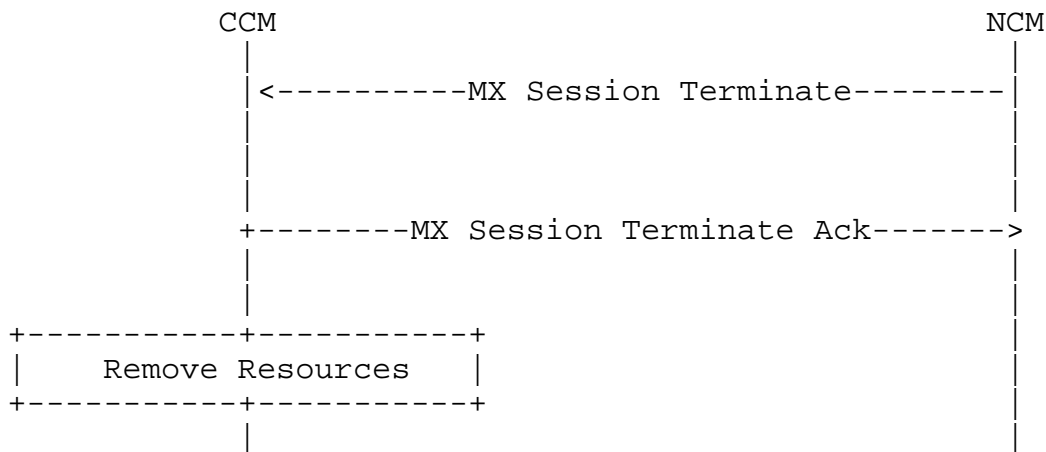 CCM NCM
MX Session Terminate
MX Session Terminate Ack
Remove Resources